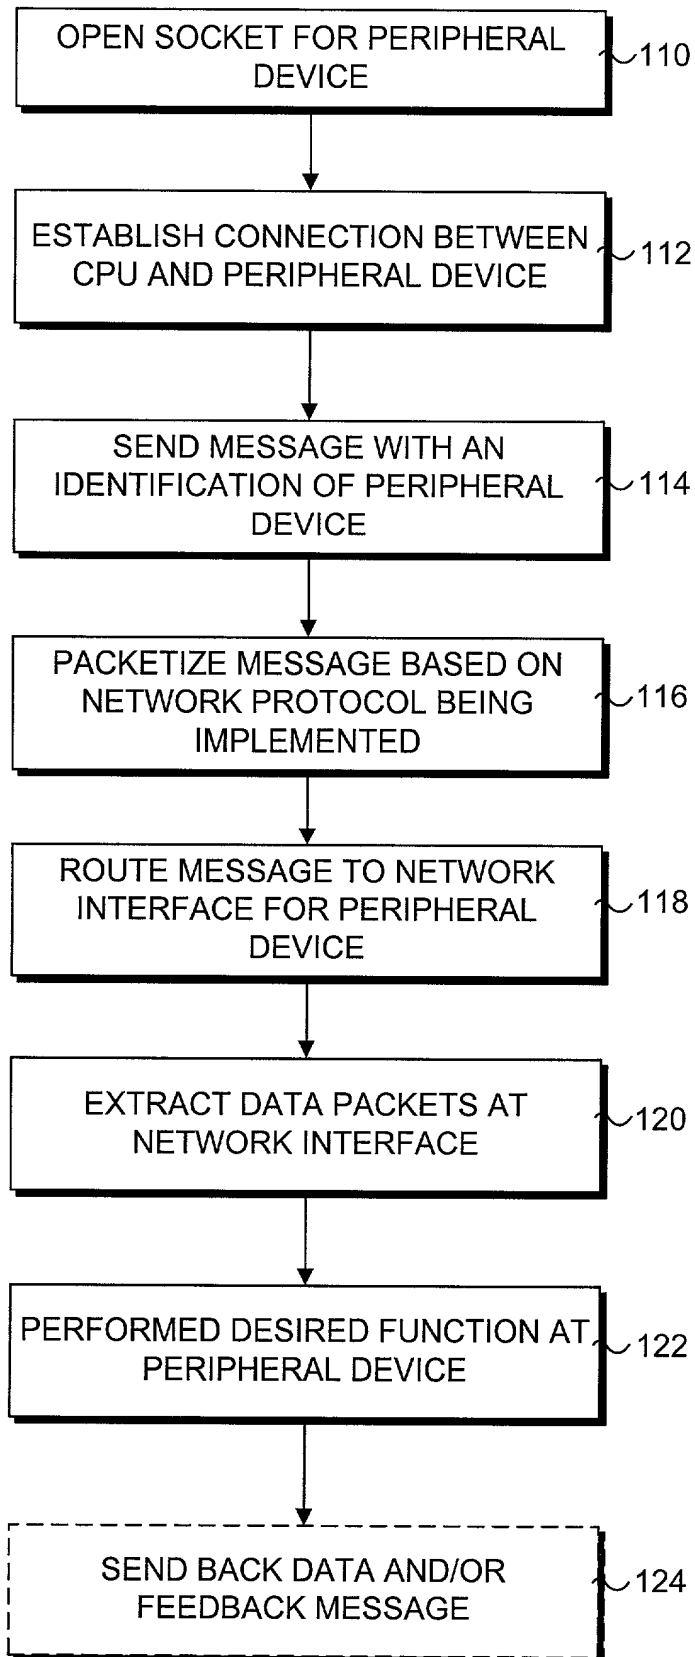 OPEN SOCKET FOR PERIPHERAL
DEVICE
110
ESTABLISH CONNECTION BETWEEN
CPU AND PERIPHERAL DEVICE
112
SEND MESSAGE WITH AN
IDENTIFICATION OF PERIPHERAL
DEVICE
114
PACKETIZE MESSAGE BASED ON
NETWORK PROTOCOL BEING
IMPLEMENTED
116
ROUTE MESSAGE TO NETWORK
INTERFACE FOR PERIPHERAL
DEVICE
118
EXTRACT DATA PACKETS AT
NETWORK INTERFACE
120
PERFORMED DESIRED FUNCTION AT
PERIPHERAL DEVICE
122
SEND BACK DATA AND/OR
FEEDBACK MESSAGE
124